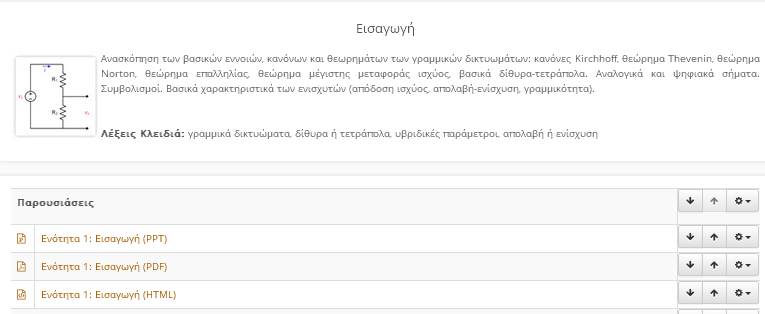 Εισαγωγή
Ανασκόπηση των βασικών εννοιών, κανόνων και θεωρημάτων των γραμμικών δικτυωμάτων: κανόνες Kirchhoff, θεώρημα Thevenin, θεώρημα
Norton, θεώρημα επαλληλίας, θεώρημα μέγιστης μεταφοράς ισχύος, βασικά δίθυρα-τετράπολα. Αναλογικά και ψηφιακά σήματα.
Συμβολισμοί. Βασικά χαρακτηριστικά των ενισχυτών (απόδοση ισχύος, απολαβή-ενίσχυση, γραμμικότητα).
R₁
R₂
Λέξεις Κλειδιά: γραμμικά δικτυώματα, δίθυρα ή τετράπολα, υβριδικές παράμετροι, απολαβή ή ενίσχυση
Παρουσιάσεις
Ενότητα 1: Εισαγωγή (PPT)
Ενότητα 1: Εισαγωγή (PDF)
Ενότητα 1: Εισαγωγή (HTML)